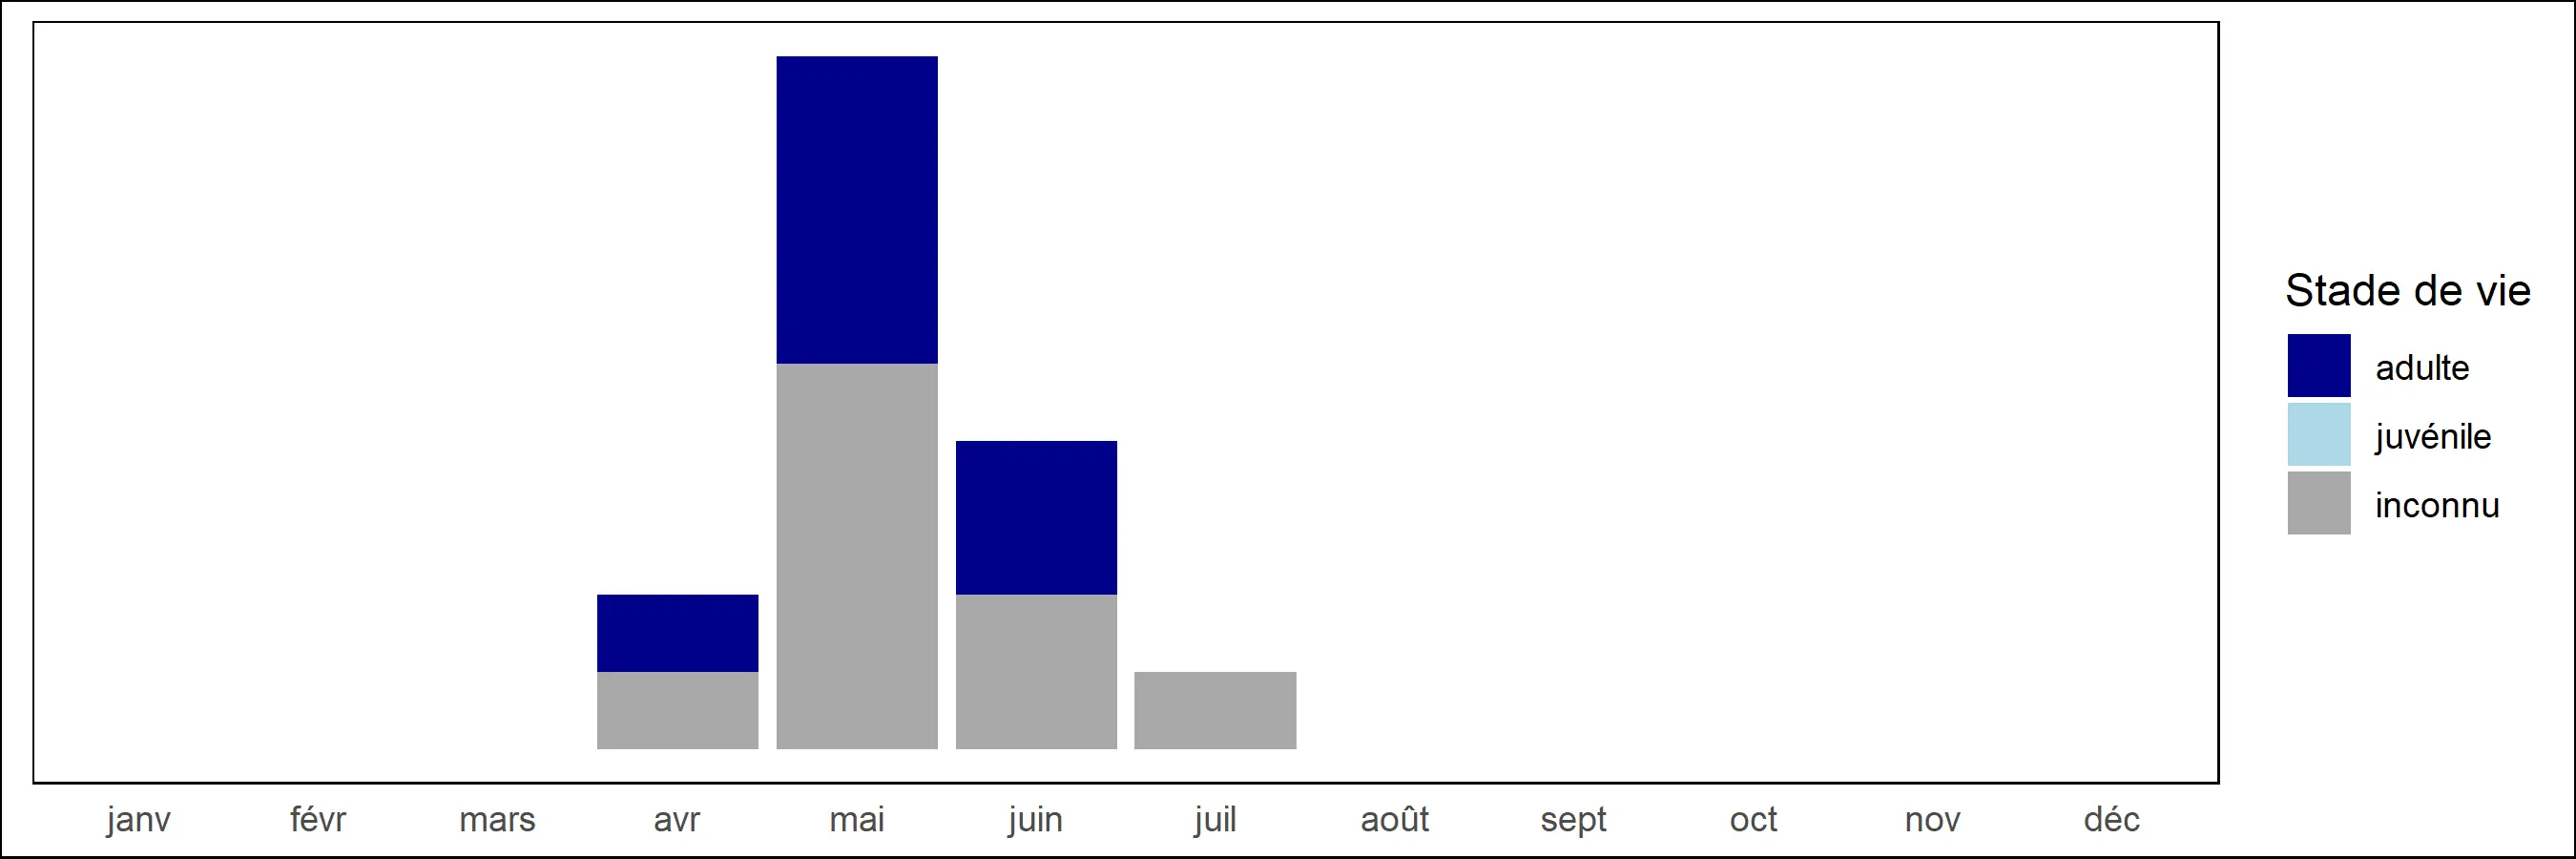 Stade de vie
adulte
juvénile
inconnu
janv févr mars avr mai juin juil août sept oct nov déc